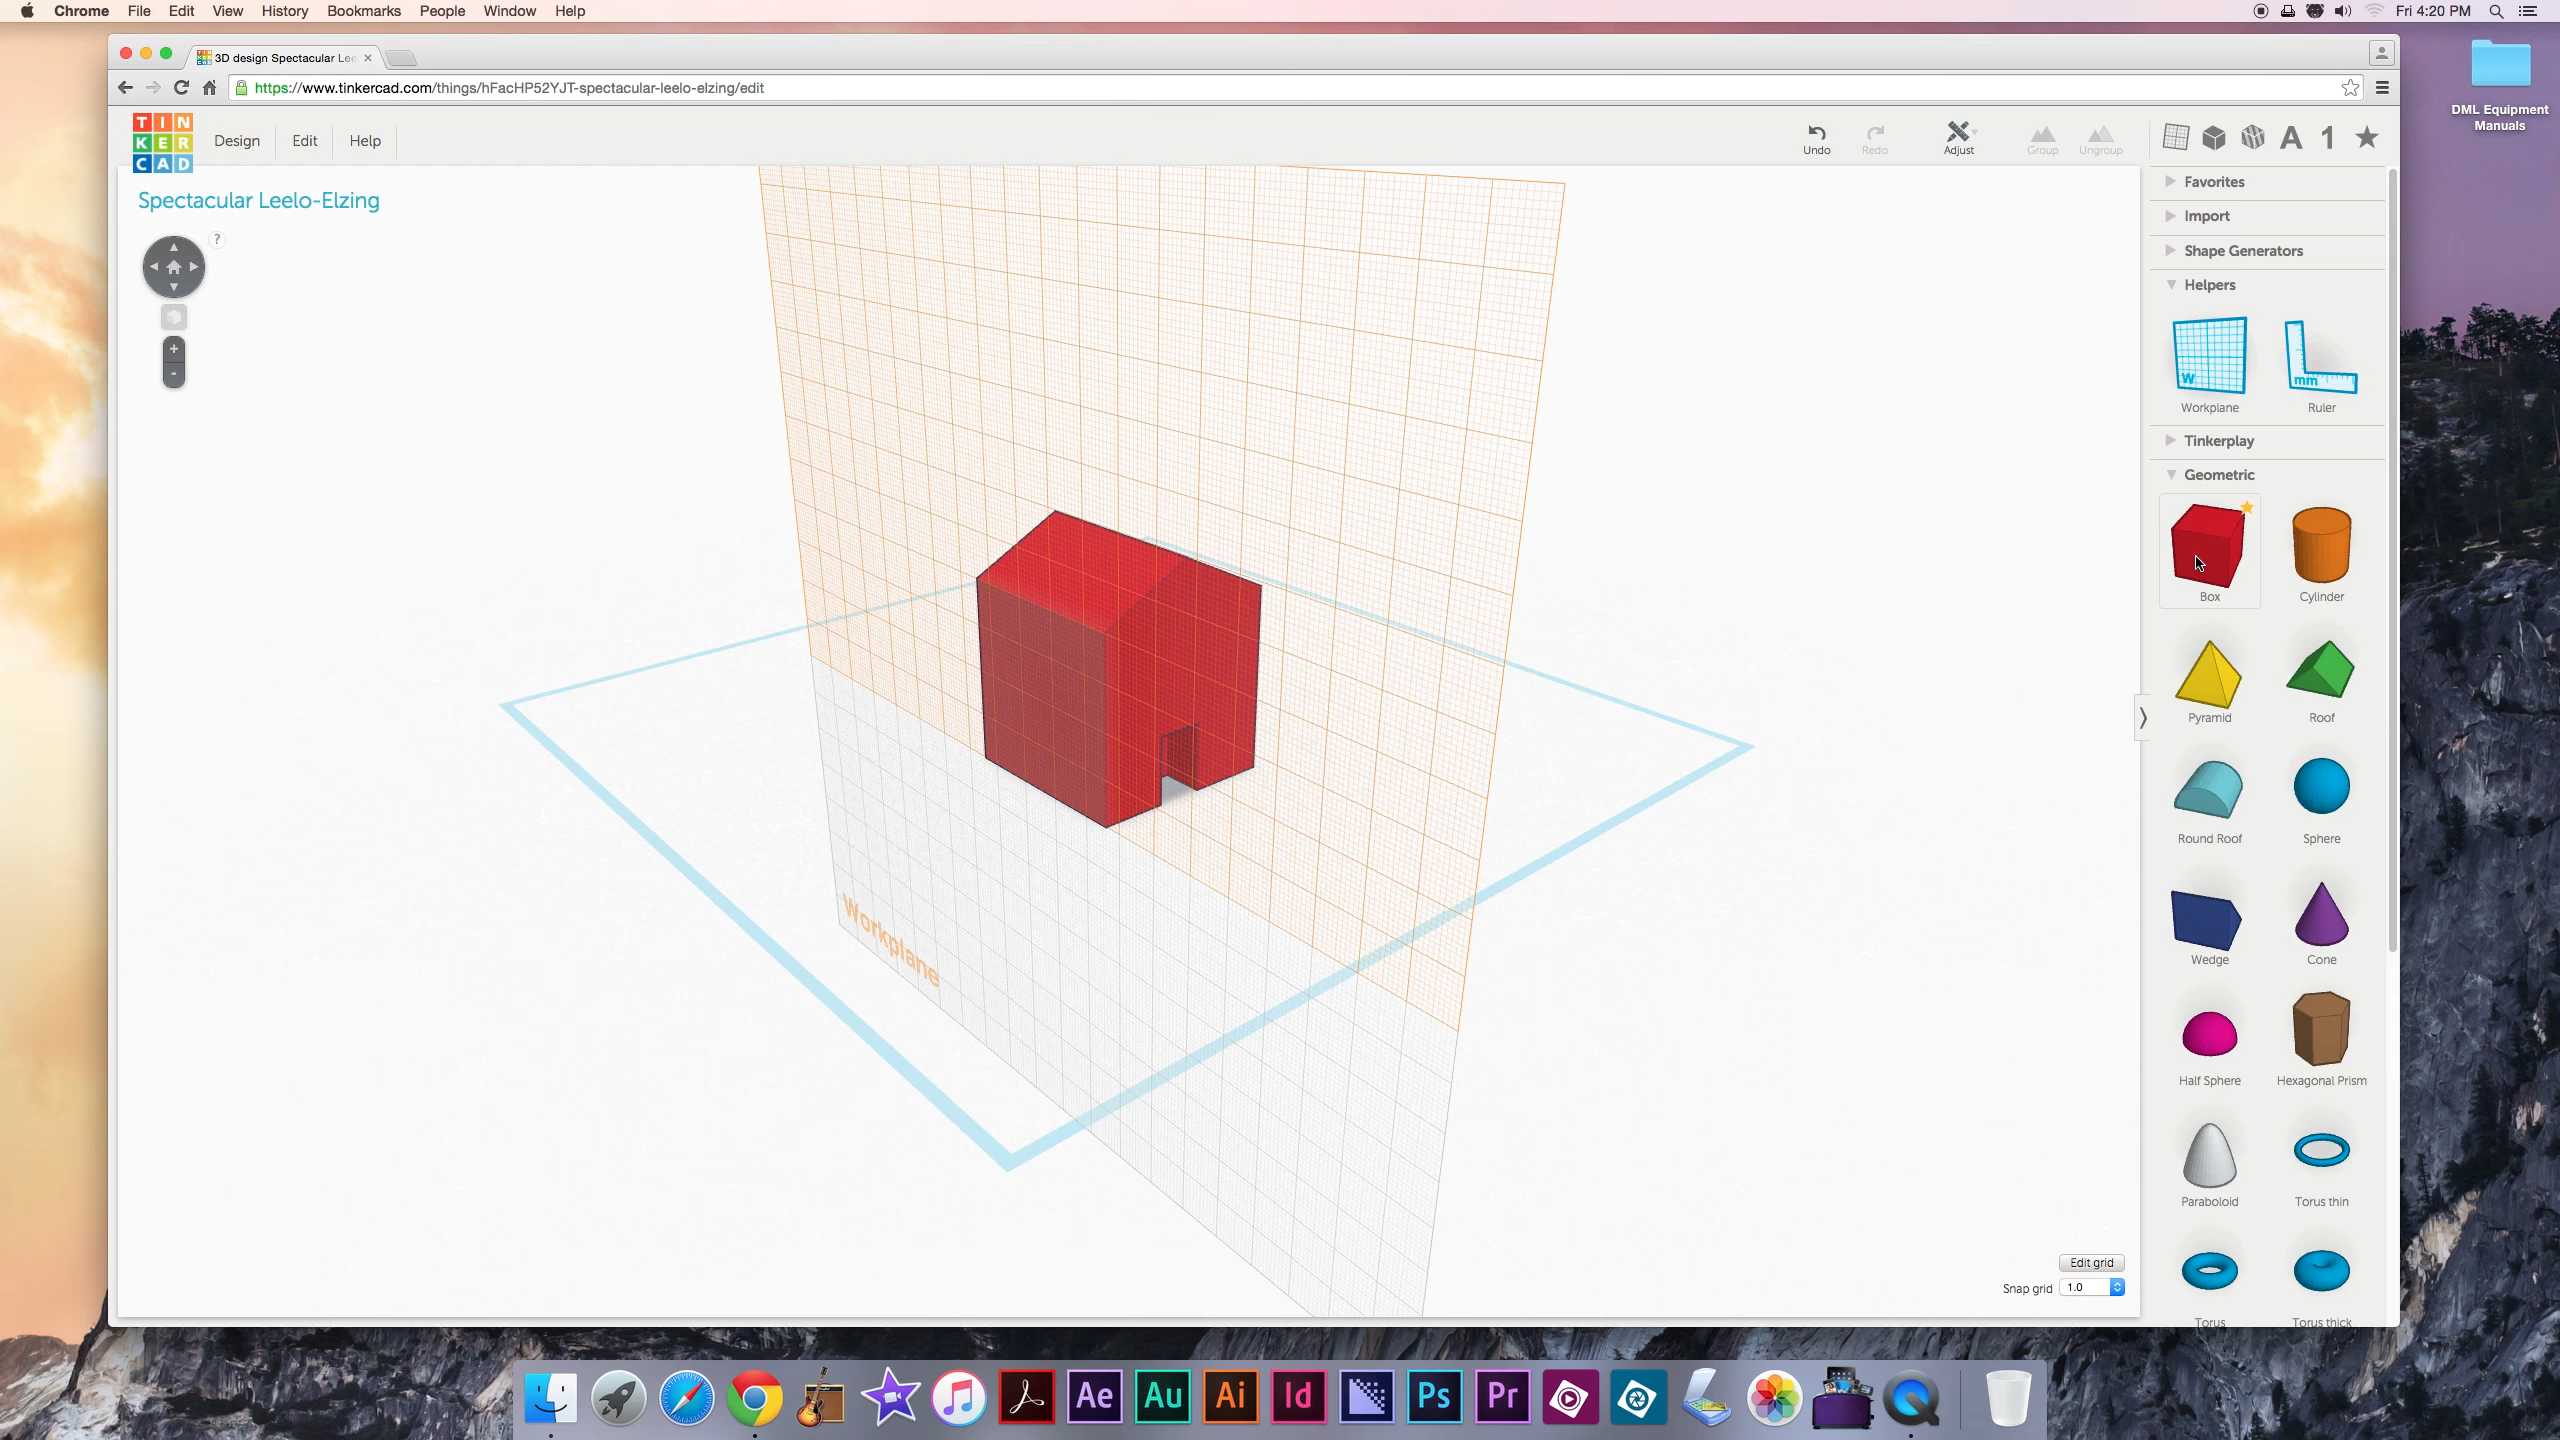 Chrome File Edit View History Bookmarks People Window Help
Fri 4:20 PM
DML Equipment
Manuals
3D design Spectacular Lee
https://www.tinkercad.com/things/hFacHP52YJT-spectacular-leelo-elzing/edit
TIN
KER
CAD
Design Edit Help
Undo Redo Adjust Group Ungroup
A 1
Spectacular Leelo-Elzing
?
+
-
Favorites
Import
Shape Generators
Helpers
W mm
Workplane Ruler
Tinkerplay
Geometric
Box Cylinder
Pyramid Roof
Round Roof Sphere
Wedge Cone
Half Sphere Hexagonal Prism
Paraboloid Torus thin
Torus Torus thick
Workplane
Edit grid
Snap grid 1.0
Ae Au Ai Id Ps Pr